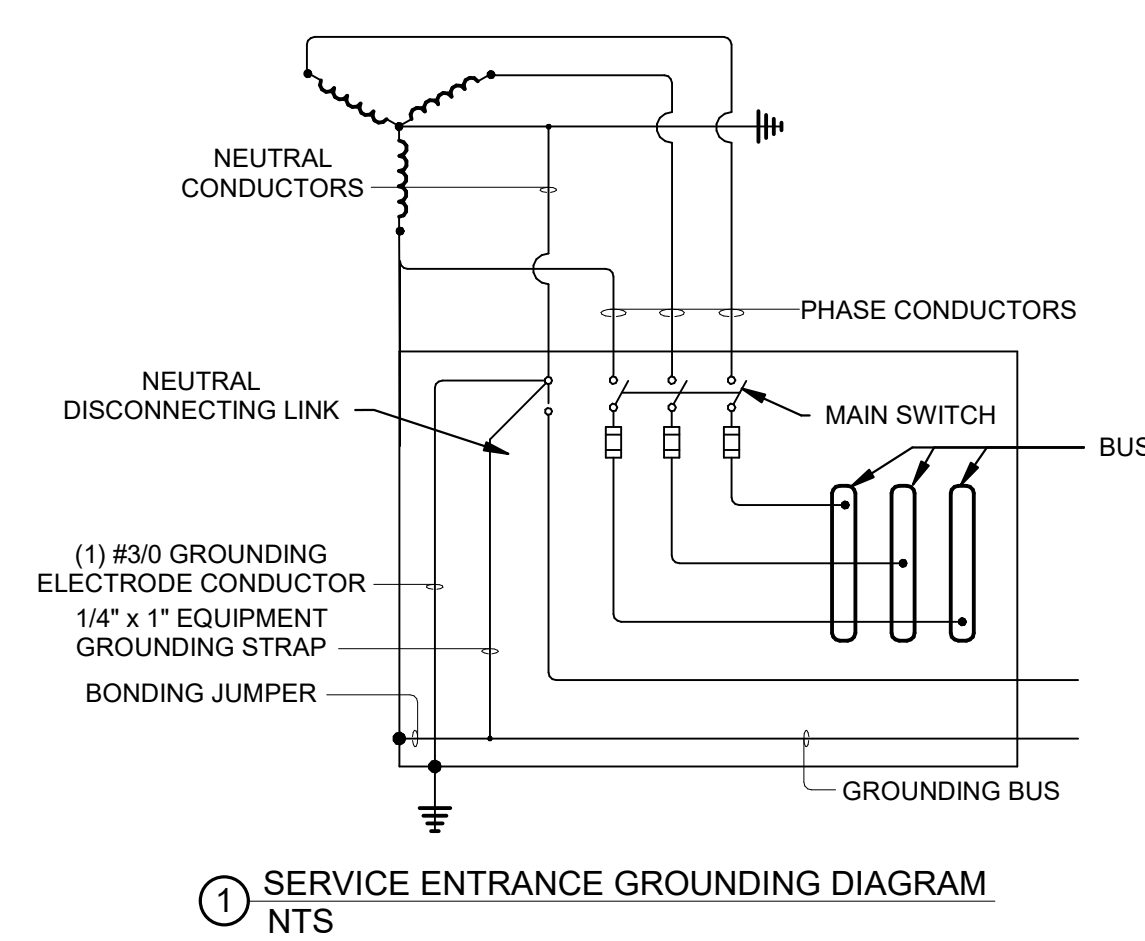 NEUTRAL
CONDUCTORS
PHASE CONDUCTORS
NEUTRAL
DISCONNECTING LINK
MAIN SWITCH
BUS
(1) #3/0 GROUNDING
ELECTRODE CONDUCTOR
1/4" x 1" EQUIPMENT
GROUNDING STRAP
BONDING JUMPER
GROUNDING BUS
1
SERVICE ENTRANCE GROUNDING DIAGRAM
NTS